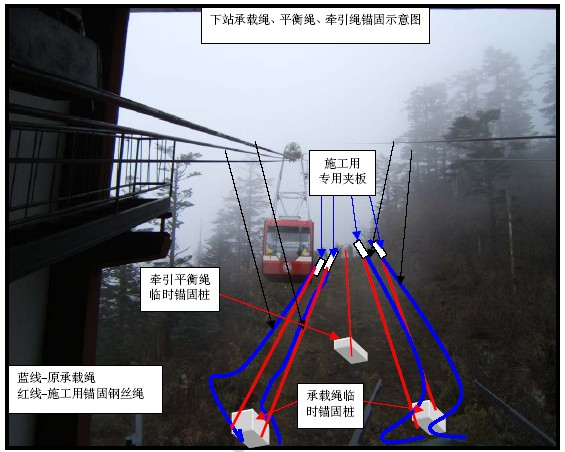 下站承载绳、平衡绳、牵引绳锚固示意图
施工用
专用夹板
牵引平衡绳
临时锚固桩
蓝线-原承载绳
红线-施工用锚固钢丝绳
承载绳临
时锚固桩